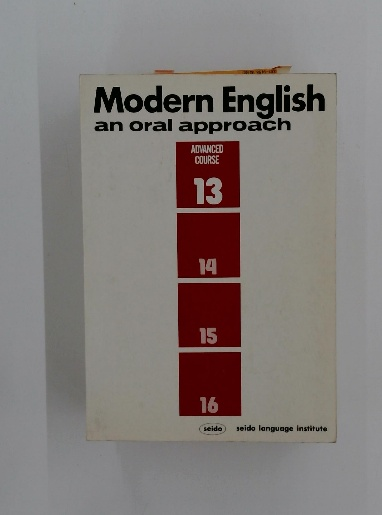 Modern English
an oral approach
ADVANCED
COURSE
13
14
15
16
seido seido language institute